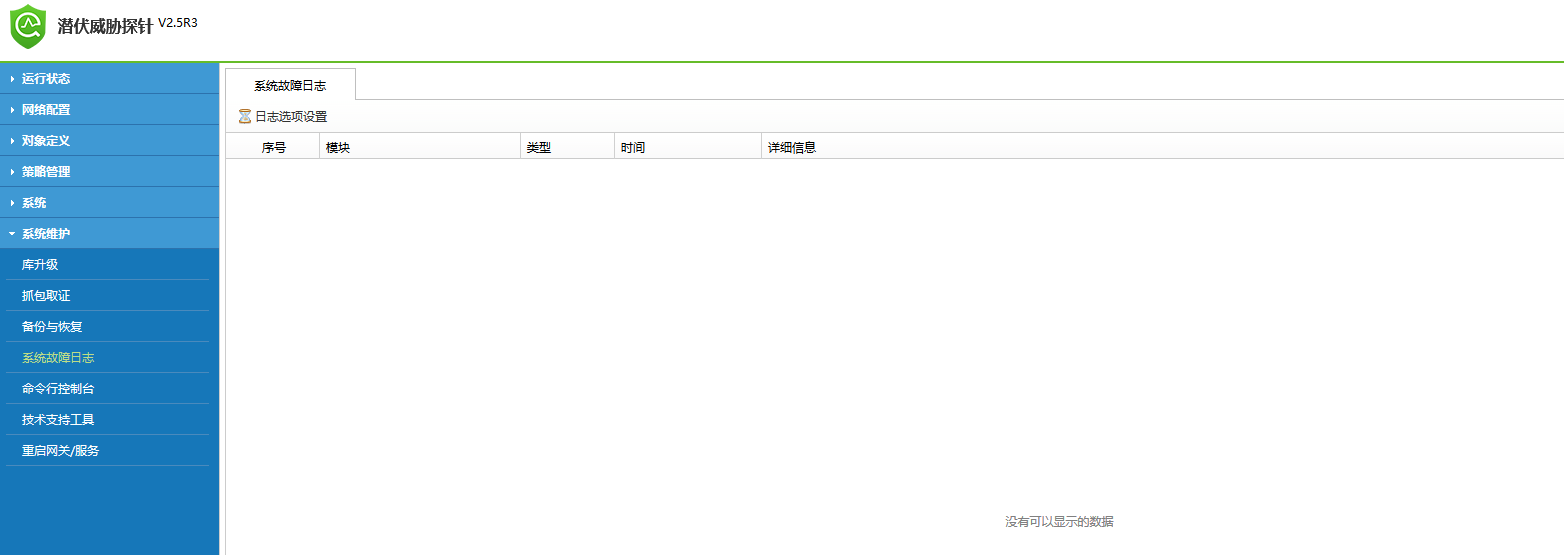 潜伏威胁探针 V2.5R3
运行状态
网络配置
对象定义
策略管理
系统
系统维护
库升级
抓包取证
备份与恢复
系统故障日志
命令行控制台
技术支持工具
重启网关/服务
系统故障日志
日志选项设置
序号 模块 类型 时间 详细信息
没有可以显示的数据